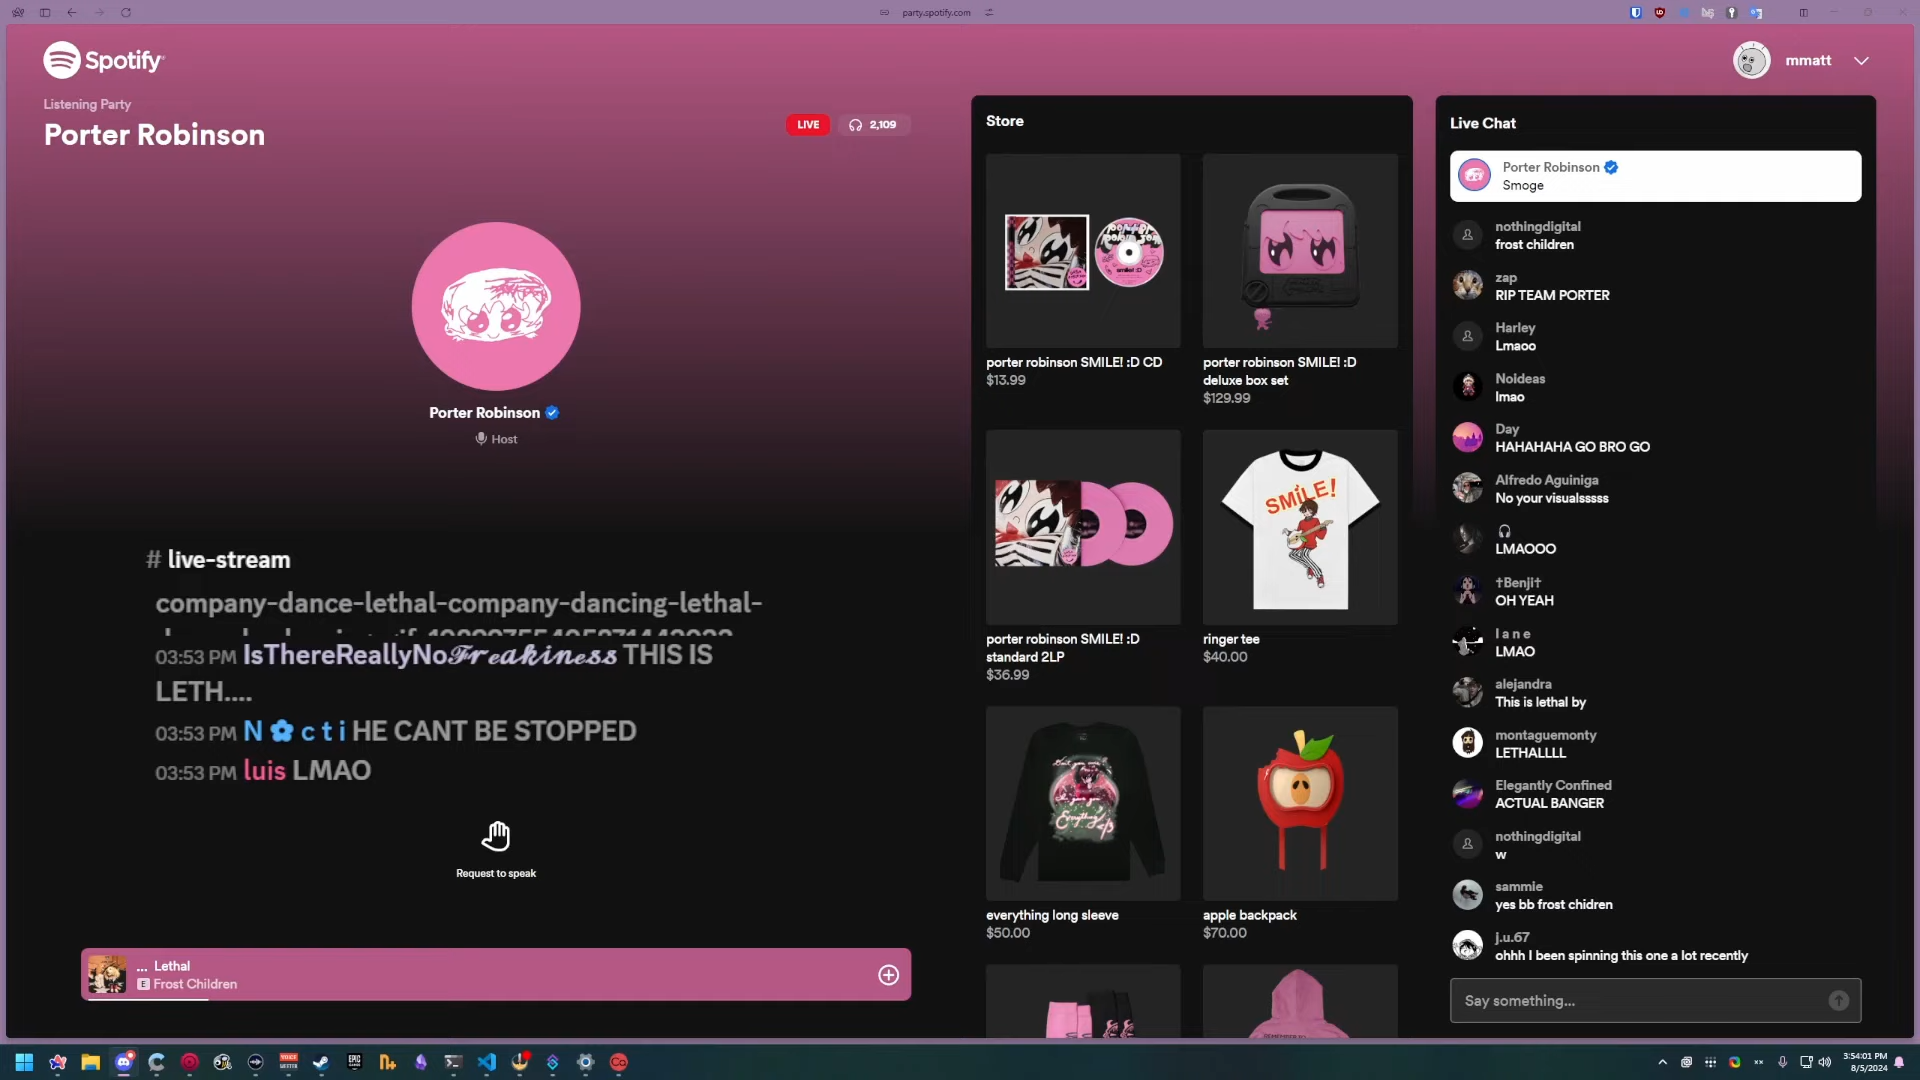 party.spotify.com
Spotify
mmatt
Listening Party
Porter Robinson
LIVE
2,109
Porter Robinson
Host
# live-stream
company-dance-lethal-company-dancing-lethal-
03:53 PM IsThereReallyNo𝓕𝓻𝓮𝓪𝓴𝓲𝓷𝓮𝓼𝓼 THIS IS
LETH....
03:53 PM N ✿ c t i HE CANT BE STOPPED
03:53 PM luis LMAO
Request to speak
... Lethal
E Frost Children
Store
porter robinson SMILE! :D CD
$13.99
porter robinson SMILE! :D
deluxe box set
$129.99
porter robinson SMILE! :D
standard 2LP
$36.99
SMiLE!
ringer tee
$40.00
everything long sleeve
$50.00
apple backpack
$70.00
Live Chat
Porter Robinson
Smoge
nothingdigital
frost children
zap
RIP TEAM PORTER
Harley
Lmaoo
Noideas
lmao
Day
HAHAHAHA GO BRO GO
Alfredo Aguiniga
No your visualsssss
🎧
LMAOOO
†Benji†
OH YEAH
l a n e
LMAO
alejandra
This is lethal by
montaguemonty
LETHALLLL
Elegantly Confined
ACTUAL BANGER
nothingdigital
w
sammie
yes bb frost chidren
j.u.67
ohhh I been spinning this one a lot recently
Say something...
3:54:01 PM
8/5/2024